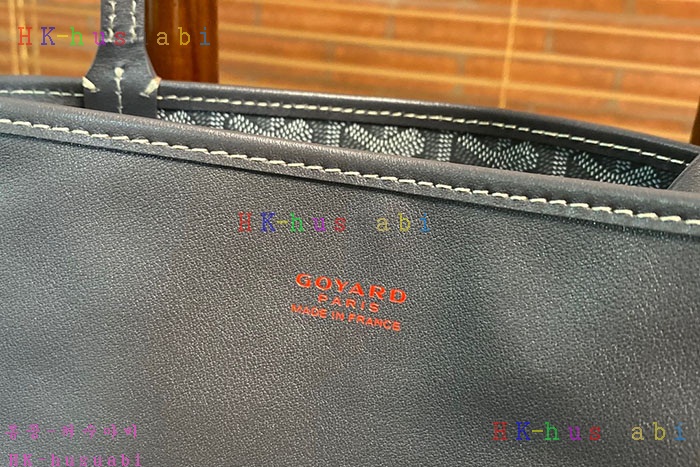 HK-hus abi
HK-hus abi
GOYARD
PARIS
MADE IN FRANCE
HK-hus abi